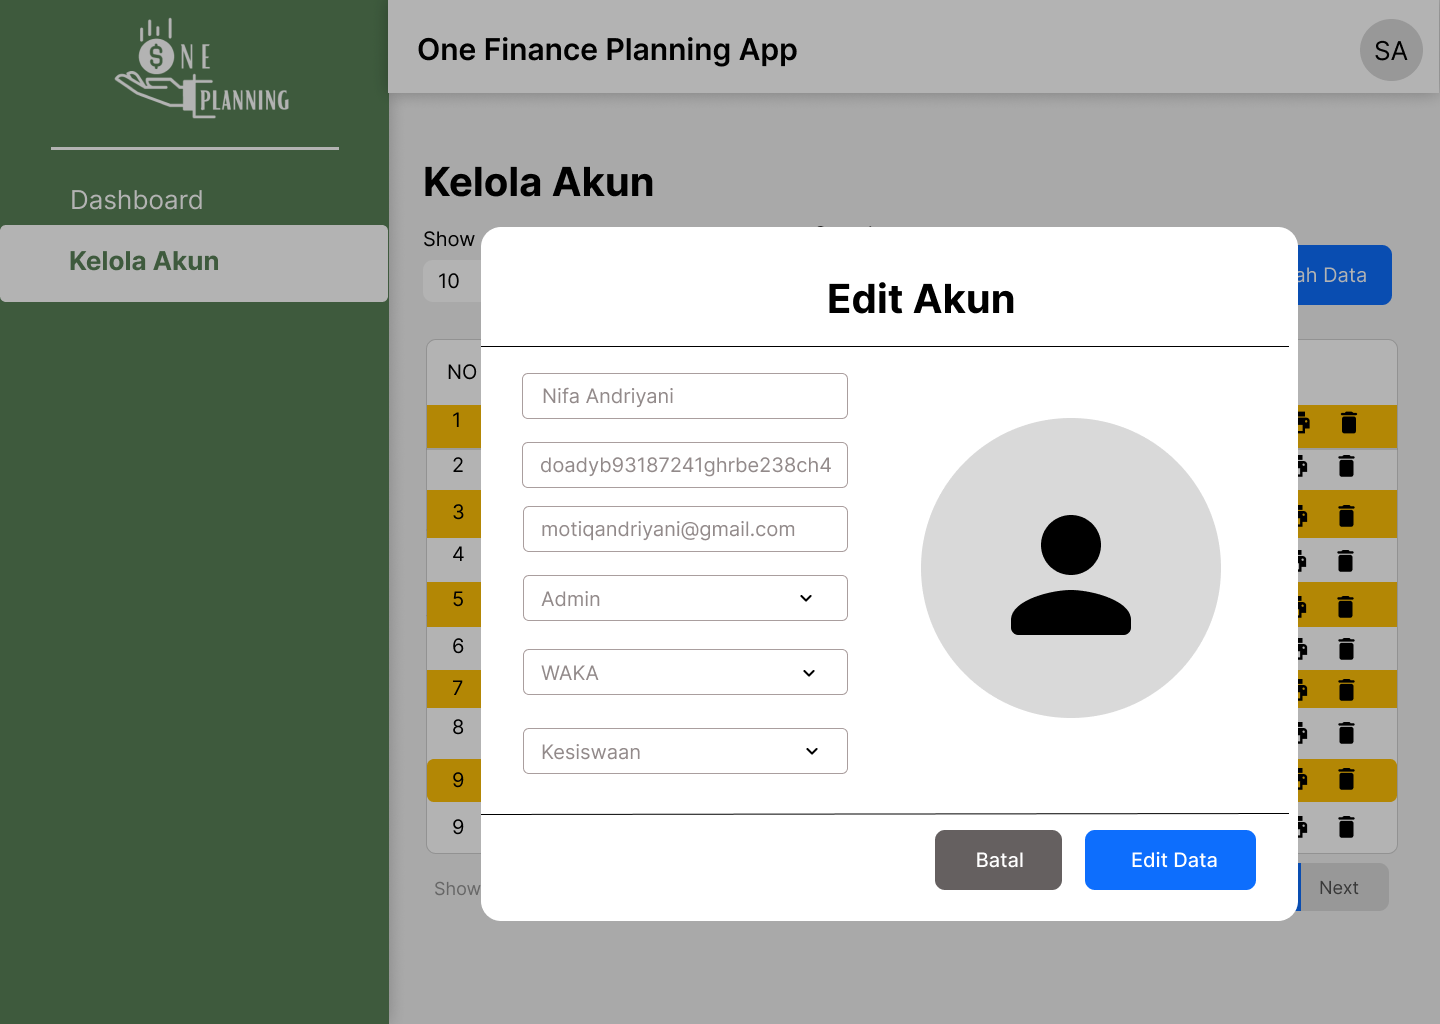 $ NE
PLANNING
One Finance Planning App
SA
Dashboard
Kelola Akun
Kelola Akun
Show
10
ah Data
NO
1
2
3
4
5
6
7
8
9
9
Edit Akun
Nifa Andriyani
doadyb93187241ghrbe238ch4
motiqandriyani@gmail.com
Admin
WAKA
Kesiswaan
Batal
Edit Data
Show
Next